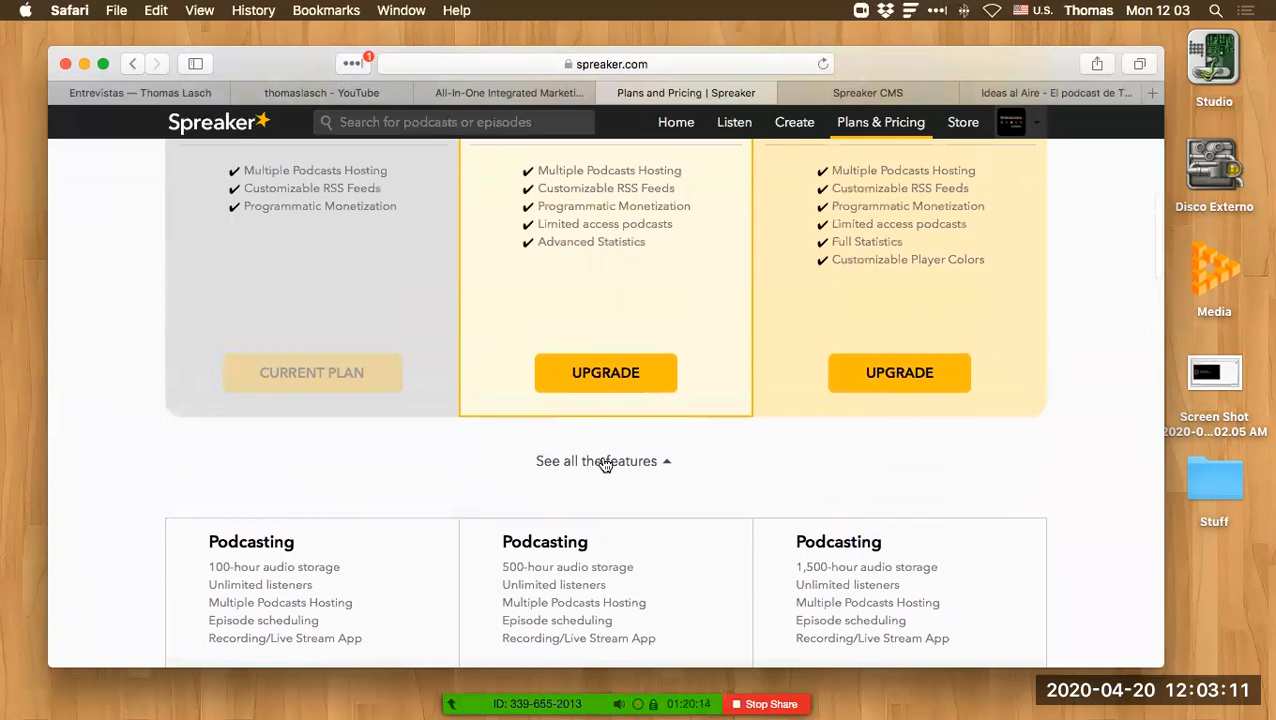 Safari File Edit View History Bookmarks Window Help U.S. Thomas Mon 12 03
1
spreaker.com
Entrevistas — Thomas Lasch
thomaslasch - YouTube
All-In-One Integrated Marketi...
Plans and Pricing | Spreaker
Spreaker CMS
Ideas al Aire - El podcast de T...
Spreaker
Search for podcasts or episodes
Home Listen Create Plans & Pricing Store
✔ Multiple Podcasts Hosting
✔ Customizable RSS Feeds
✔ Programmatic Monetization
CURRENT PLAN
✔ Multiple Podcasts Hosting
✔ Customizable RSS Feeds
✔ Programmatic Monetization
✔ Limited access podcasts
✔ Advanced Statistics
UPGRADE
✔ Multiple Podcasts Hosting
✔ Customizable RSS Feeds
✔ Programmatic Monetization
✔ Limited access podcasts
✔ Full Statistics
✔ Customizable Player Colors
UPGRADE
See all the features
Podcasting
100-hour audio storage
Unlimited listeners
Multiple Podcasts Hosting
Episode scheduling
Recording/Live Stream App
Podcasting
500-hour audio storage
Unlimited listeners
Multiple Podcasts Hosting
Episode scheduling
Recording/Live Stream App
Podcasting
1,500-hour audio storage
Unlimited listeners
Multiple Podcasts Hosting
Episode scheduling
Recording/Live Stream App
Studio
Disco Externo
Media
Screen Shot
2020-0...02.05 AM
Stuff
ID: 339-655-2013 01:20:14 Stop Share
2020-04-20 12:03:11